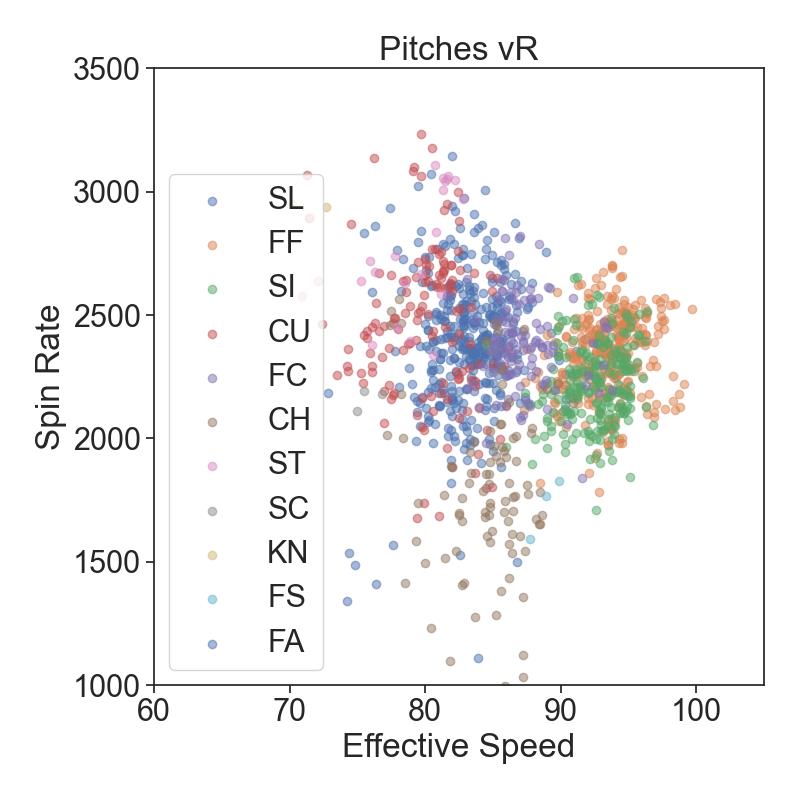 Pitches vR
3500
3000
2500
2000
1500
1000
Spin Rate
SL
FF
SI
CU
FC
CH
ST
SC
KN
FS
FA
60
70
80
90
100
Effective Speed